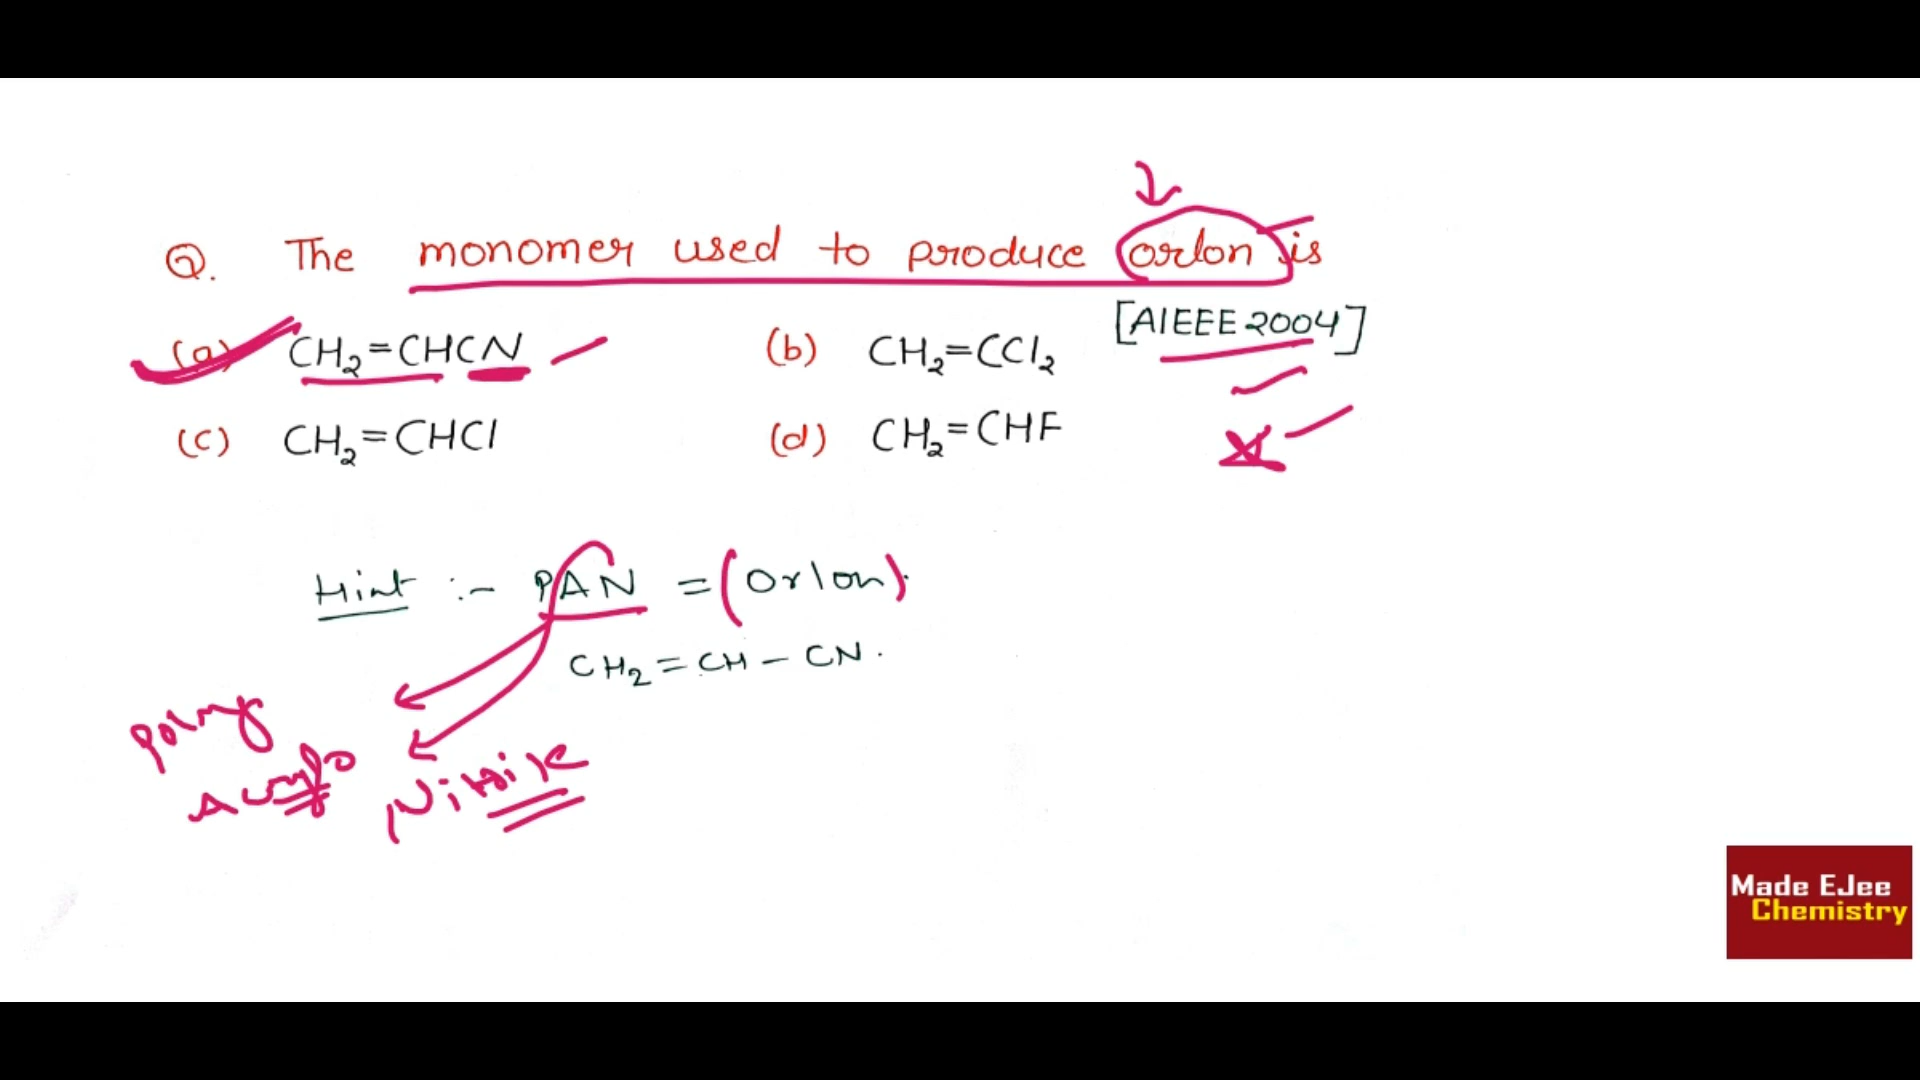 Q. The monomer used to produce orlon is
[AIEEE 2004]
(a) CH₂=CHCN
(b) CH₂=CCl₂
(c) CH₂=CHCl
(d) CH₂=CHF
Hint :- PAN = (Orlon).
CH₂=CH-CN.
Nitrile
Made EJee
Chemistry